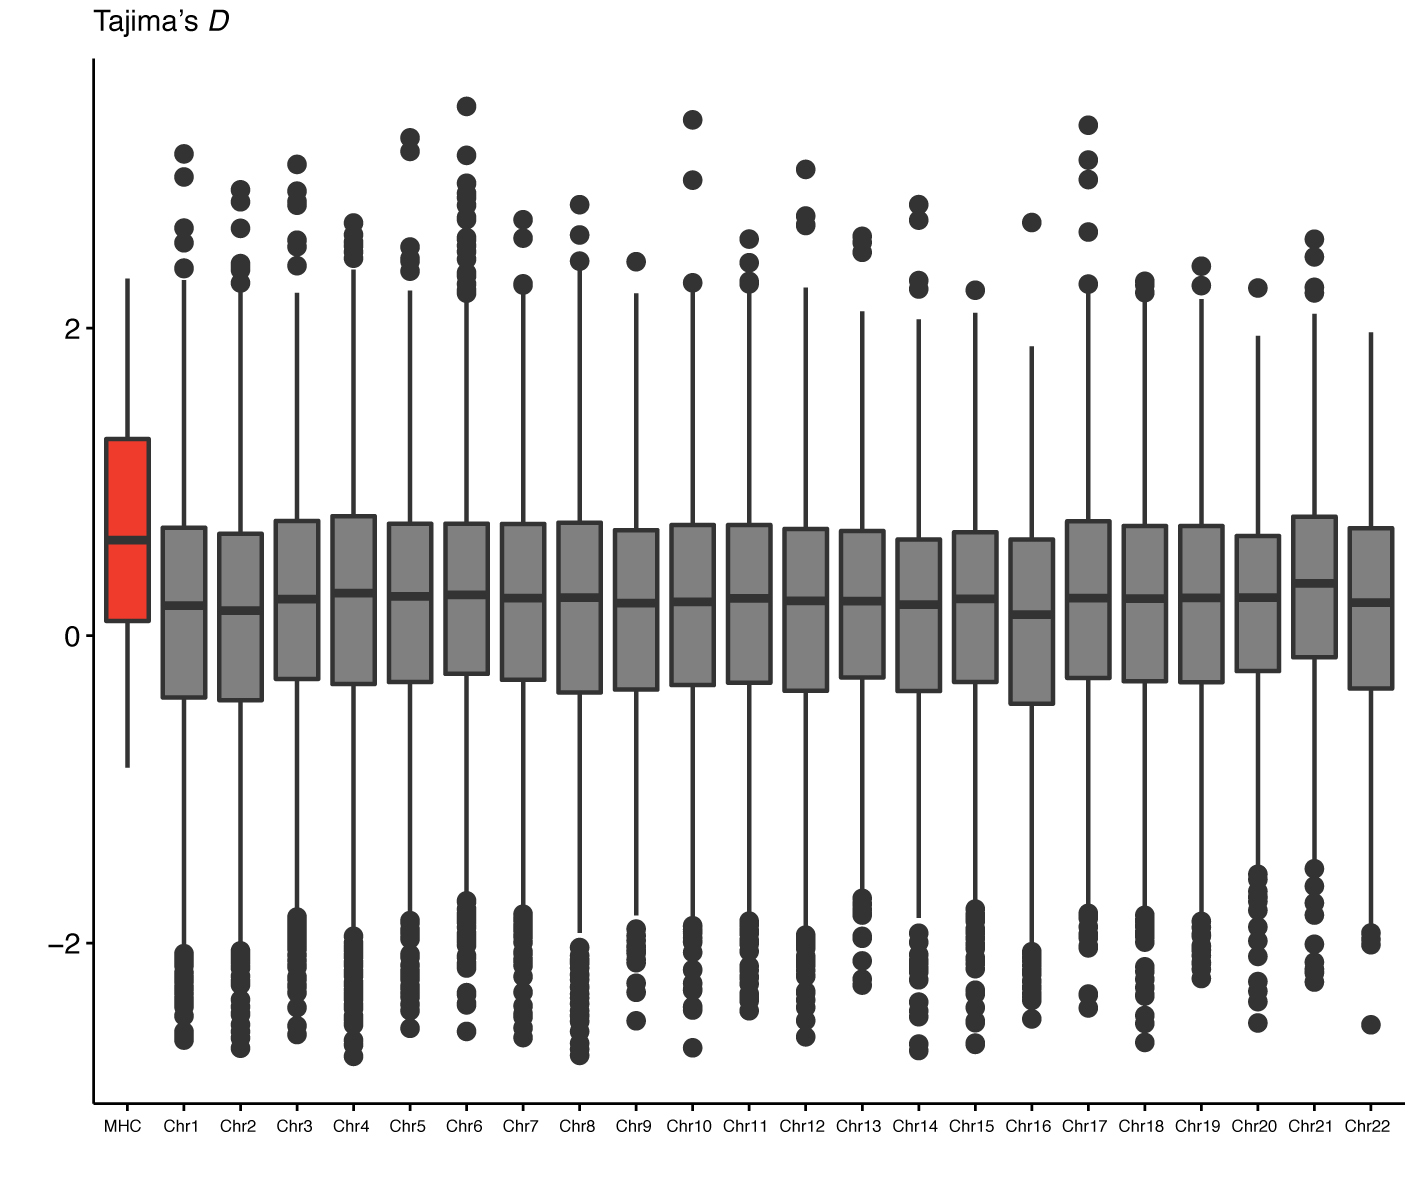 Tajima’s D
2
0
−2
MHC Chr1 Chr2 Chr3 Chr4 Chr5 Chr6 Chr7 Chr8 Chr9 Chr10 Chr11 Chr12 Chr13 Chr14 Chr15 Chr16 Chr17 Chr18 Chr19 Chr20 Chr21 Chr22